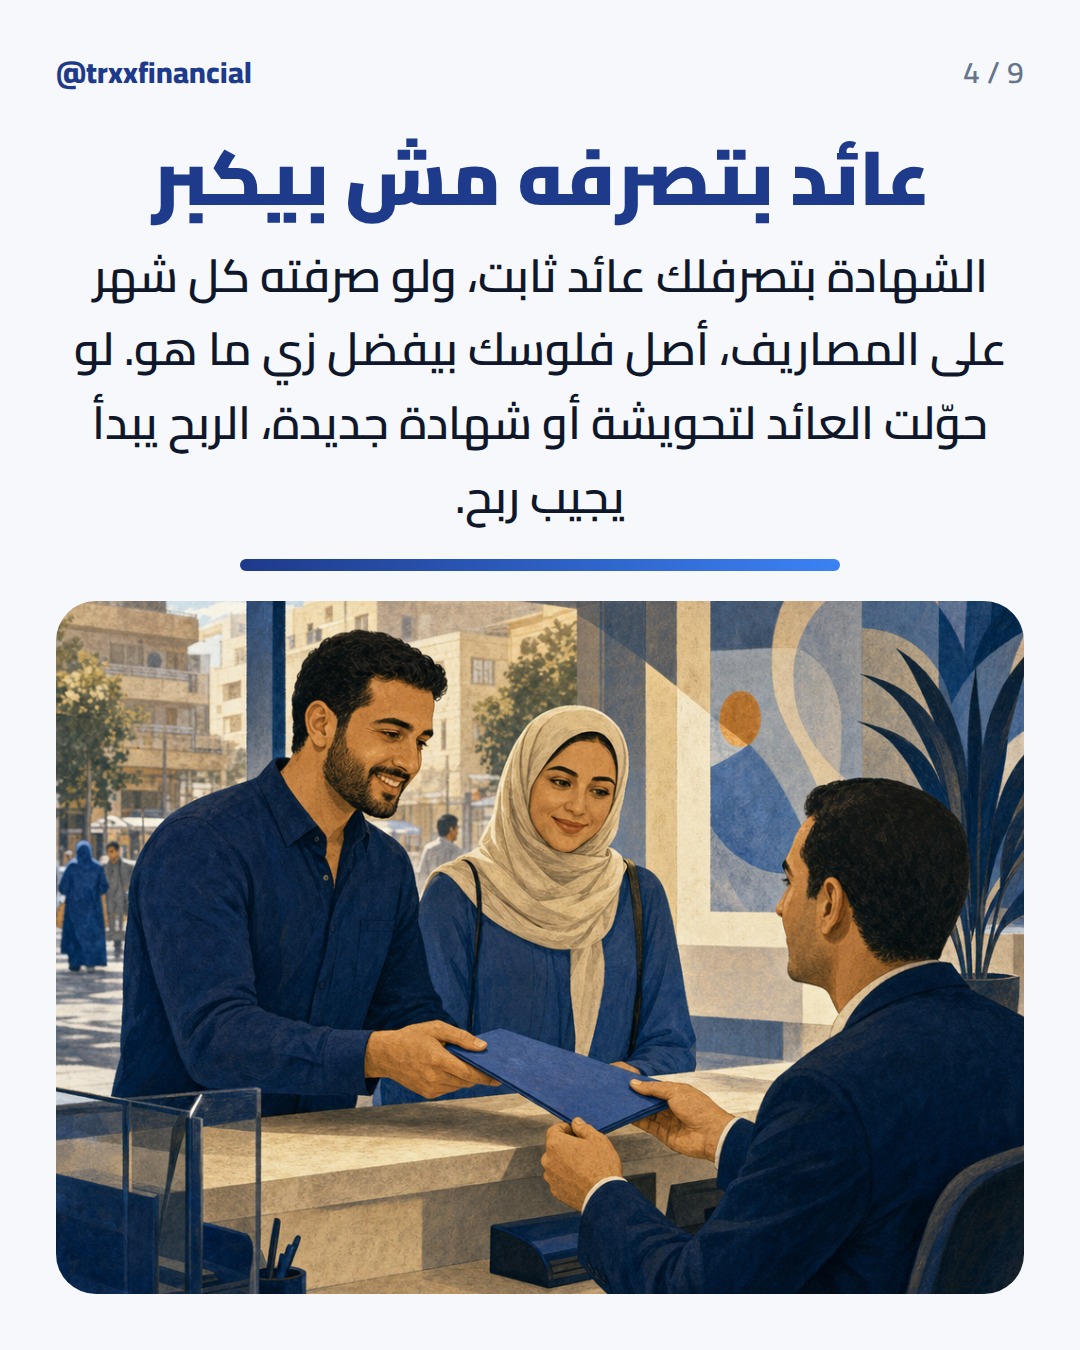 @trxxfinancial
4 / 9
عائد بتصرفه مش بيكبر
الشهادة بتصرفلك عائد ثابت، ولو صرفته كل شهر
على المصاريف، أصل فلوسك بيفضل زي ما هو. لو
حوّلت العائد لتحويشة أو شهادة جديدة، الربح يبدأ
يجيب ربح.